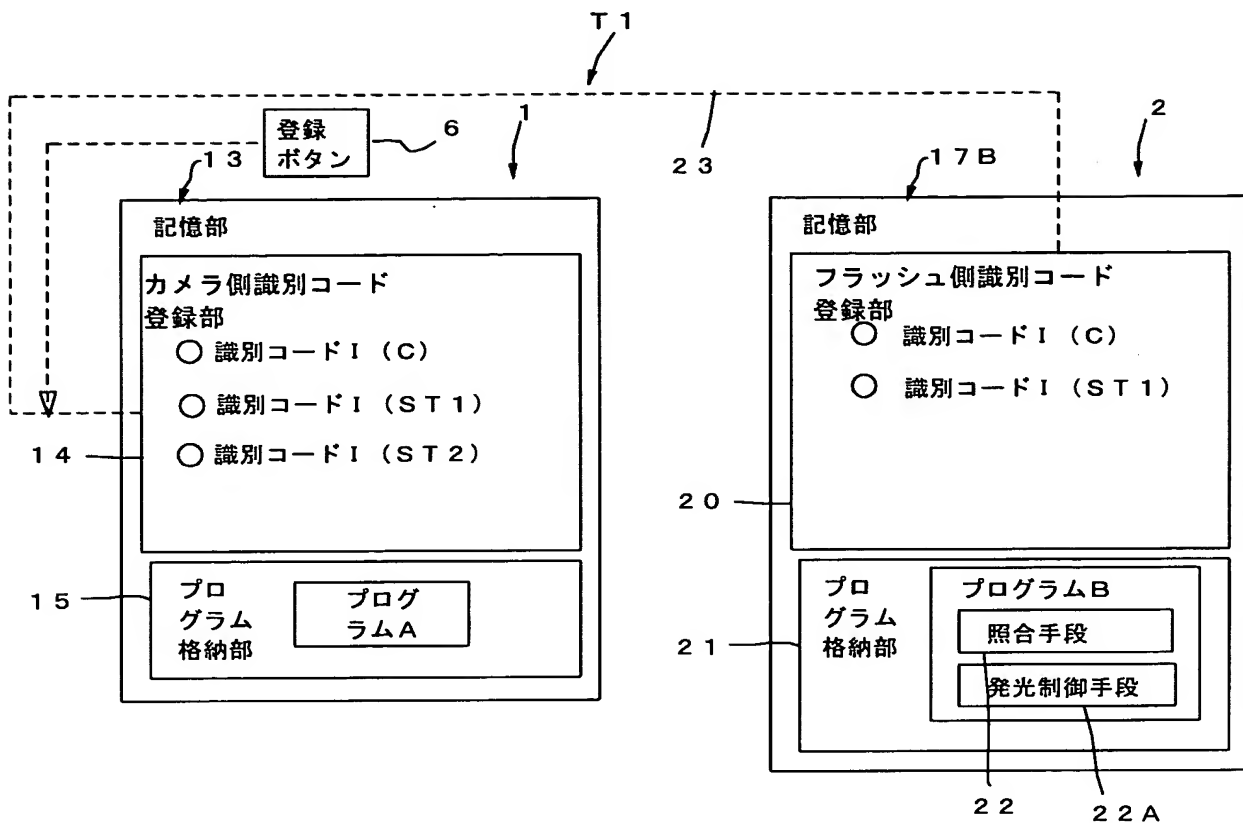 Ｔ１
登録
ボタン
６
１３
１
２３
１７Ｂ
２
記憶部
カメラ側識別コード
登録部
○ 識別コードＩ（Ｃ）
○ 識別コードＩ（ＳＴ１）
○ 識別コードＩ（ＳＴ２）
１４
１５
プロ
グラム
格納部
プログ
ラムＡ
記憶部
フラッシュ側識別コード
登録部
○ 識別コードＩ（Ｃ）
○ 識別コードＩ（ＳＴ１）
２０
２１
プロ
グラム
格納部
プログラムＢ
照合手段
発光制御手段
２２
２２Ａ